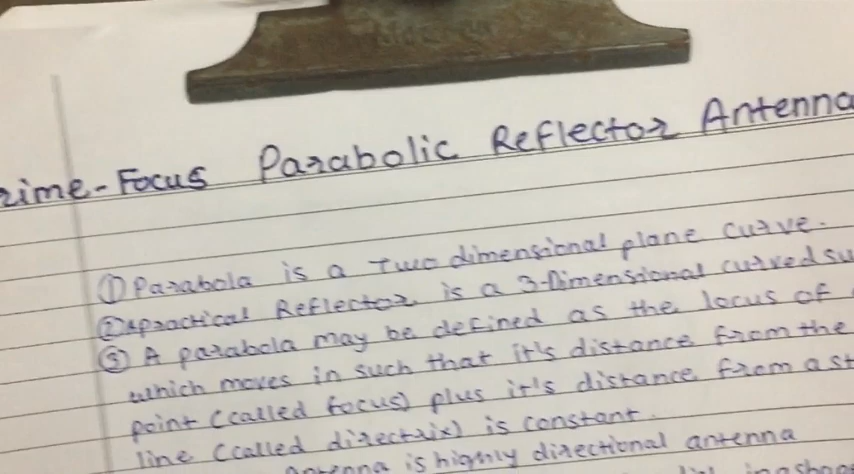 rime-Focus Parabolic Reflector Antenna
① Parabola is a Two dimensional plane curve.
② A practical Reflector is a 3-Dimensional curved su
③ A parabola may be defined as the locus of
which moves in such that it's distance from the
point (called focus) plus it's distance from a st
line (called directrix) is constant.
antenna is highly directional antenna